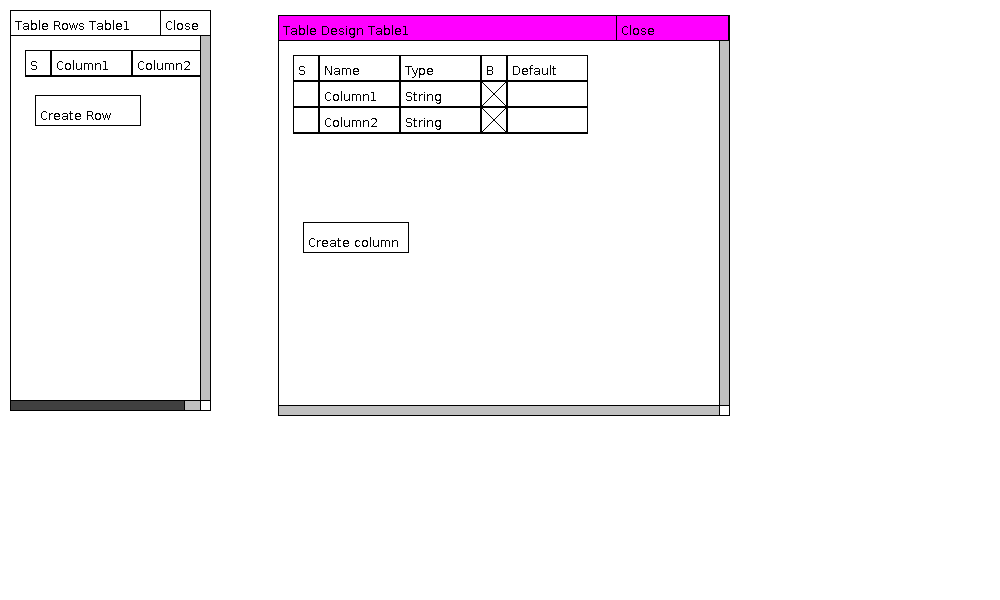 Table Rows Table1 Close
S Column1 Column2
Create Row
Table Design Table1 Close
S Name Type B Default
Column1 String
Column2 String
Create column